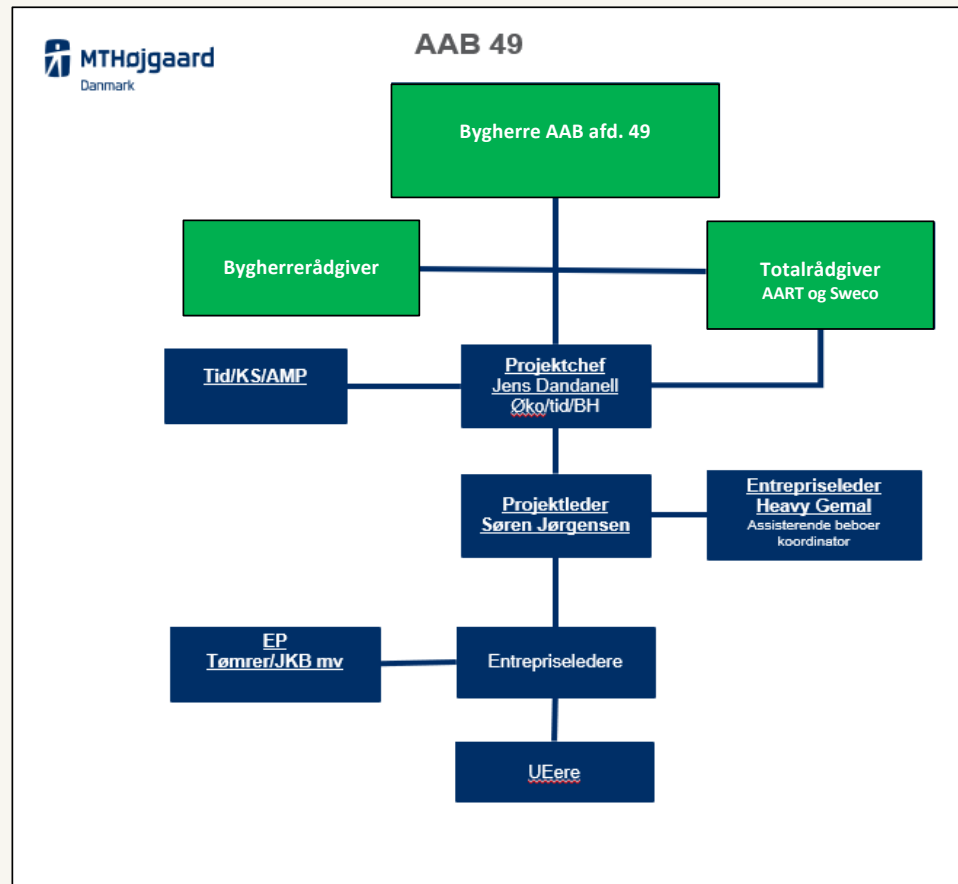 MTHøjgaard
Danmark
AAB 49
Bygherre AAB afd. 49
Bygherrerådgiver
Totalrådgiver
AART og Sweco
Tid/KS/AMP
Projektchef
Jens Dandanell
Øko/tid/BH
Projektleder
Søren Jørgensen
Entrepriseleder
Heavy Gemal
Assisterende beboer
koordinator
EP
Tømrer/JKB mv
Entrepriseledere
UEere